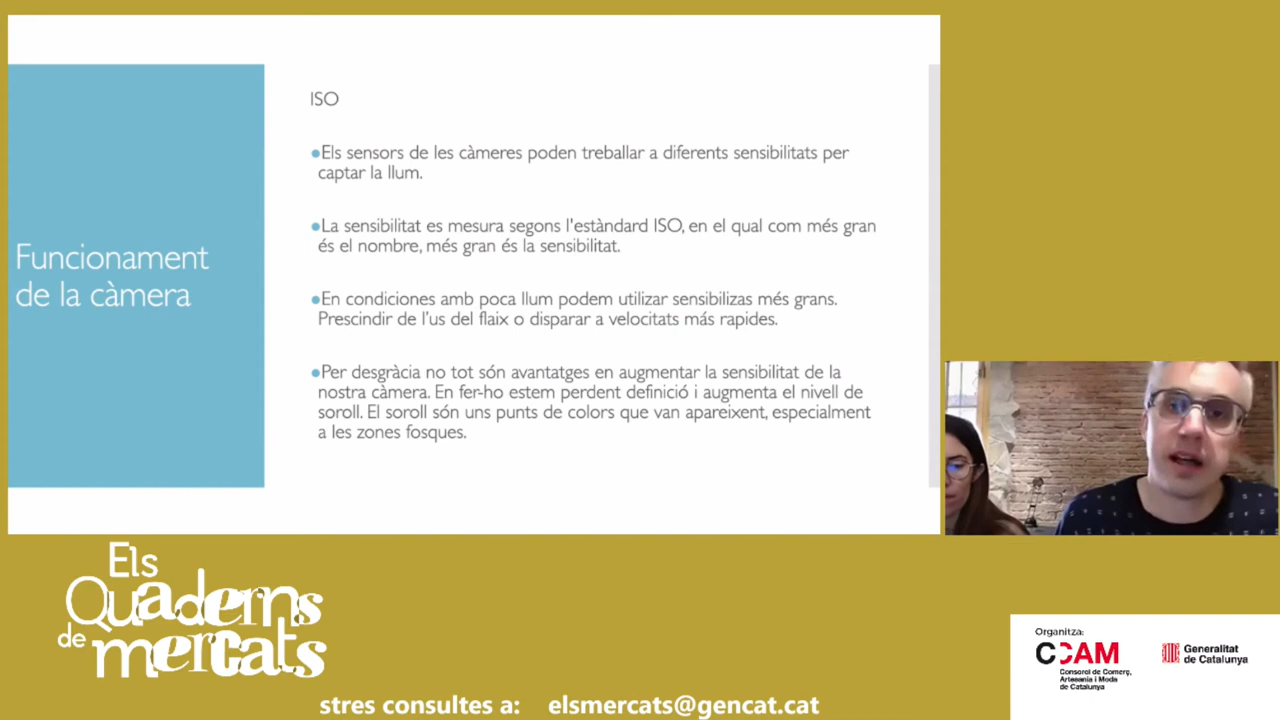 ISO
●Els sensors de les càmeres poden treballar a diferents sensibilitats per
captar la llum.
●La sensibilitat es mesura segons l'estàndard ISO, en el qual com més gran
és el nombre, més gran és la sensibilitat.
Funcionament
de la càmera
●En condiciones amb poca llum podem utilizar sensibilizas més grans.
Prescindir de l'us del flaix o disparar a velocitats más rapides.
●Per desgràcia no tot són avantatges en augmentar la sensibilitat de la
nostra càmera. En fer-ho estem perdent definició i augmenta el nivell de
soroll. El soroll són uns punts de colors que van apareixent, especialment
a les zones fosques.
Els
Quaderns
de mercats
Organitza:
CCAM
Consorci de Comerç,
Artesania i Moda
de Catalunya
Generalitat
de Catalunya
stres consultes a: elsmercats@gencat.cat